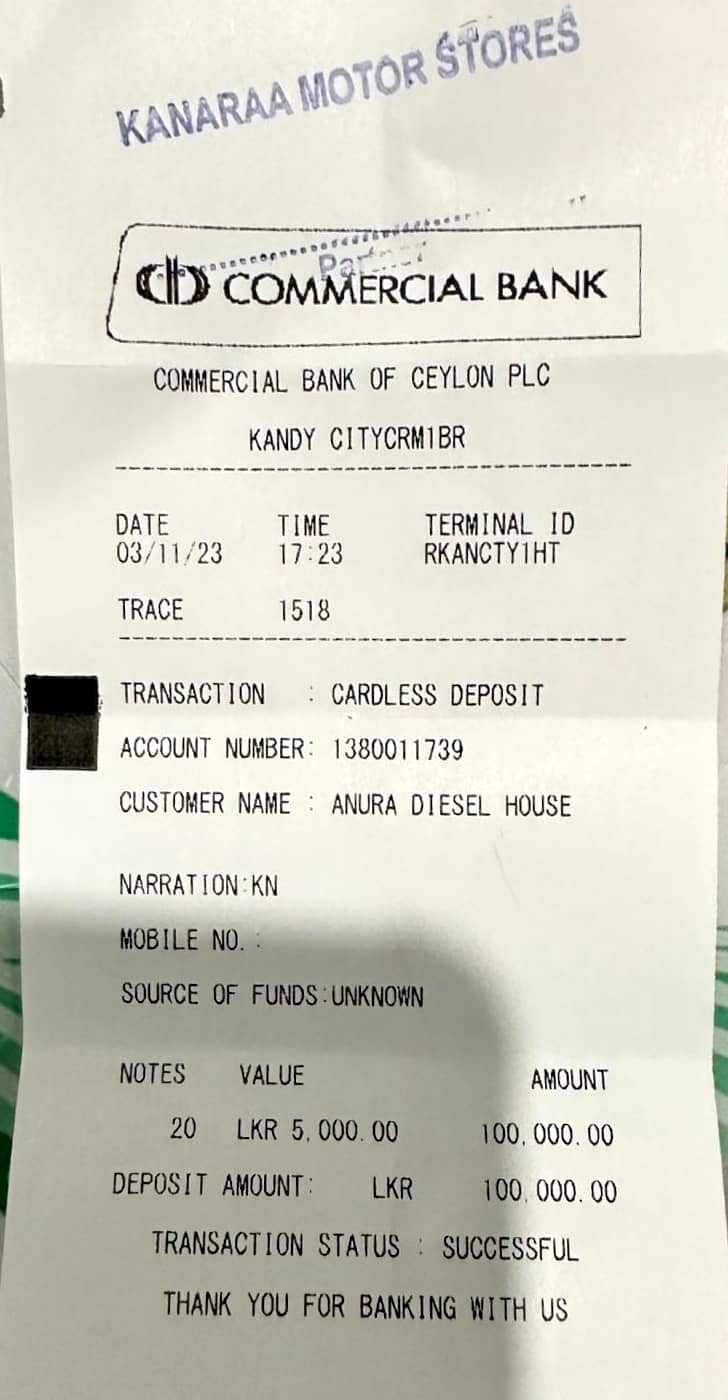 KANARAA MOTOR STORES
Partner
COMMERCIAL BANK
COMMERCIAL BANK OF CEYLON PLC
KANDY CITYCRM1BR
DATE TIME TERMINAL ID
03/11/23 17:23 RKANCTY1HT
TRACE 1518
TRANSACTION : CARDLESS DEPOSIT
ACCOUNT NUMBER: 1380011739
CUSTOMER NAME : ANURA DIESEL HOUSE
NARRATION:KN
MOBILE NO. :
SOURCE OF FUNDS:UNKNOWN
NOTES VALUE AMOUNT
20 LKR 5,000.00 100,000.00
DEPOSIT AMOUNT: LKR 100,000.00
TRANSACTION STATUS : SUCCESSFUL
THANK YOU FOR BANKING WITH US